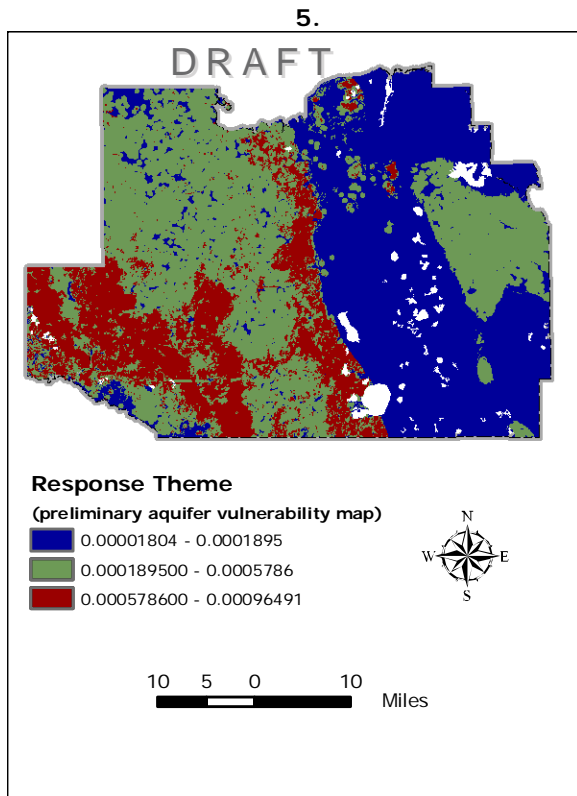 5.
DRAFT
Response Theme
(preliminary aquifer vulnerability map)
0.00001804 - 0.0001895
0.000189500 - 0.0005786
0.000578600 - 0.00096491
N
W E
S
10 5 0 10 Miles